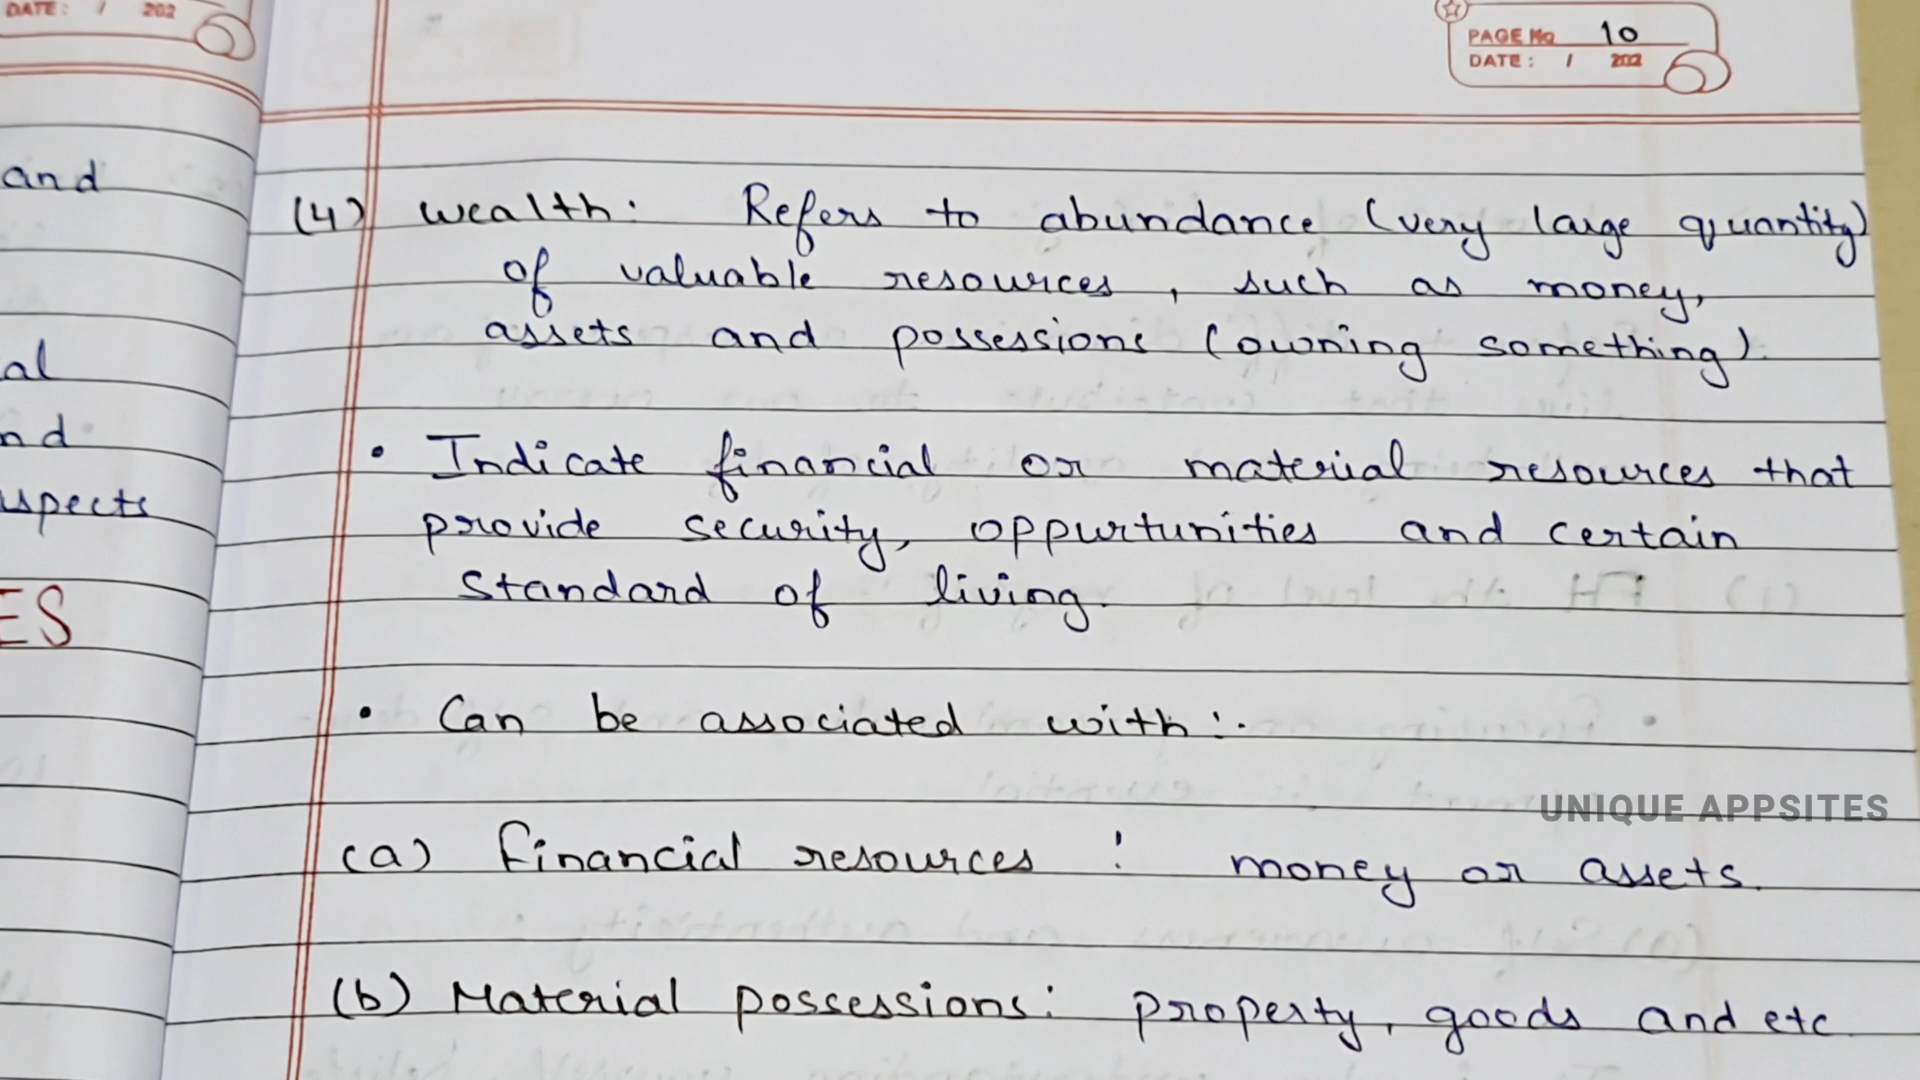 DATE: / 202
PAGE No 10
DATE: / 202
and
al
nd
uspects
ES
(4) wealth: Refers to abundance (very large quantity)
of valuable resources, such as money,
assets and possessions (owning something).
• Indicate financial or material resources that
provide security, oppurtunities and certain
standard of living.
• Can be associated with:-
UNIQUE APPSITES
(a) Financial resources : money or assets.
(b) Material possessions: property, goods and etc.